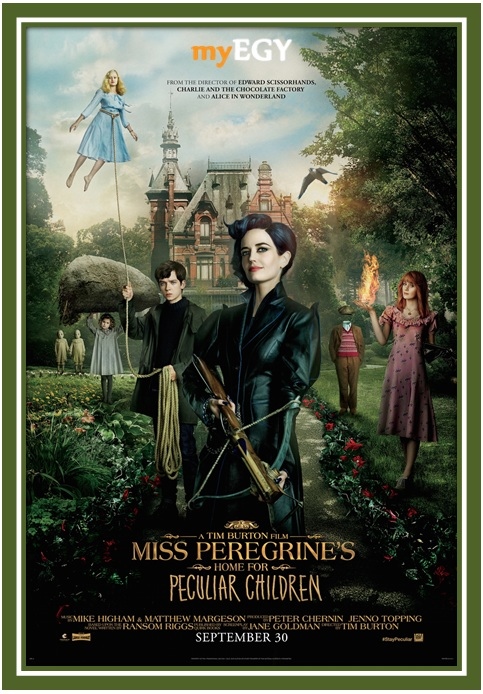 myEGY
FROM THE DIRECTOR OF EDWARD SCISSORHANDS,
CHARLIE AND THE CHOCOLATE FACTORY
AND ALICE IN WONDERLAND
A TIM BURTON FILM
MISS PEREGRINE'S
HOME FOR
PECULIAR CHILDREN
MIKE HIGHAM & MATTHEW MARGESON PETER CHERNIN JENNO TOPPING
RANSOM RIGGS JANE GOLDMAN TIM BURTON
SEPTEMBER 30
#StayPeculiar